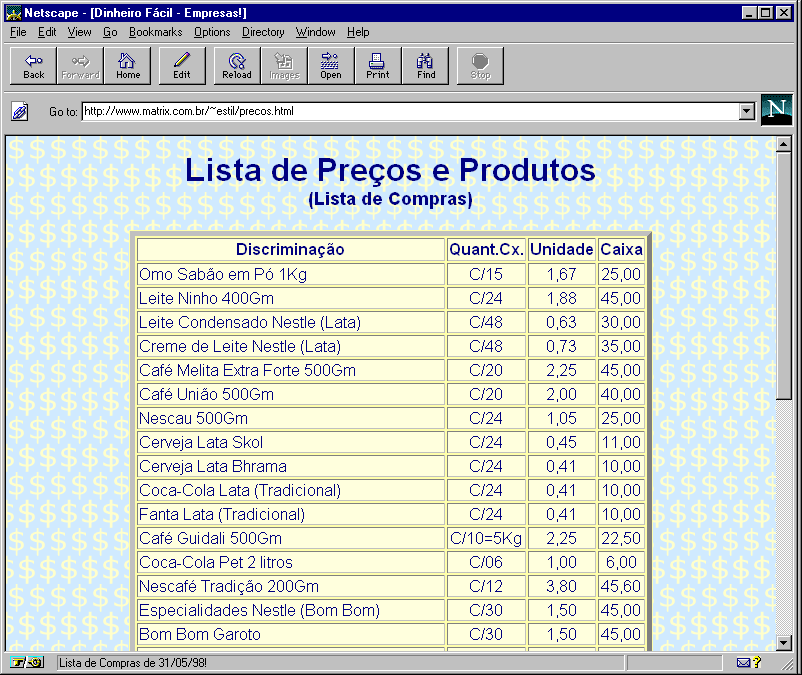 Netscape - [Dinheiro Fácil - Empresas!]
File Edit View Go Bookmarks Options Directory Window Help
Back Forward Home Edit Reload Images Open Print Find Stop
Go to: http://www.matrix.com.br/~estil/precos.html N
Lista de Preços e Produtos
(Lista de Compras)
Discriminação Quant.Cx. Unidade Caixa
Omo Sabão em Pó 1Kg C/15 1,67 25,00
Leite Ninho 400Gm C/24 1,88 45,00
Leite Condensado Nestle (Lata) C/48 0,63 30,00
Creme de Leite Nestle (Lata) C/48 0,73 35,00
Café Melita Extra Forte 500Gm C/20 2,25 45,00
Café União 500Gm C/20 2,00 40,00
Nescau 500Gm C/24 1,05 25,00
Cerveja Lata Skol C/24 0,45 11,00
Cerveja Lata Bhrama C/24 0,41 10,00
Coca-Cola Lata (Tradicional) C/24 0,41 10,00
Fanta Lata (Tradicional) C/24 0,41 10,00
Café Guidali 500Gm C/10=5Kg 2,25 22,50
Coca-Cola Pet 2 litros C/06 1,00 6,00
Nescafé Tradição 200Gm C/12 3,80 45,60
Especialidades Nestle (Bom Bom) C/30 1,50 45,00
Bom Bom Garoto C/30 1,50 45,00
Lista de Compras de 31/05/98!